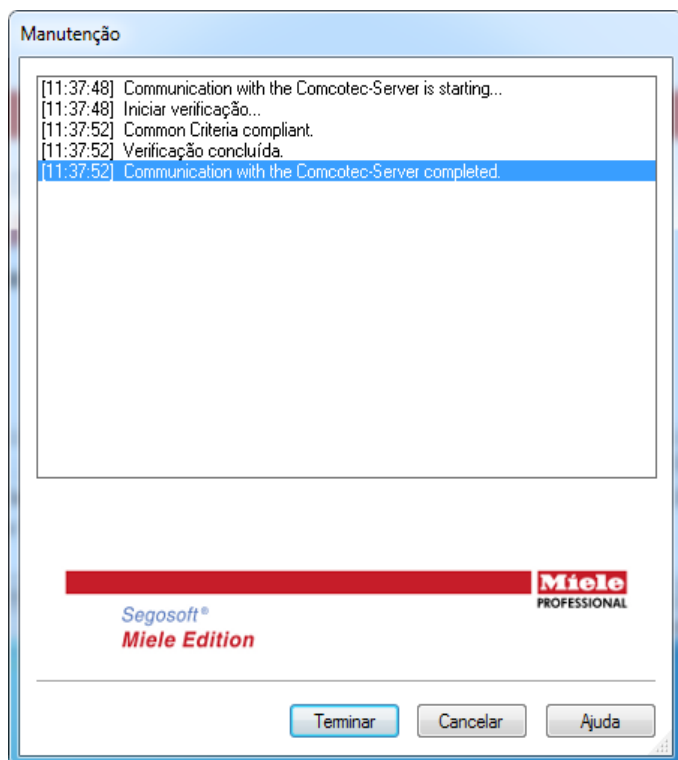 Manutenção
[11:37:48] Communication with the Comcotec-Server is starting...
[11:37:48] Iniciar verificação...
[11:37:52] Common Criteria compliant.
[11:37:52] Verificação concluída.
[11:37:52] Communication with the Comcotec-Server completed.
Miele
PROFESSIONAL
Segosoft®
Miele Edition
Terminar Cancelar Ajuda